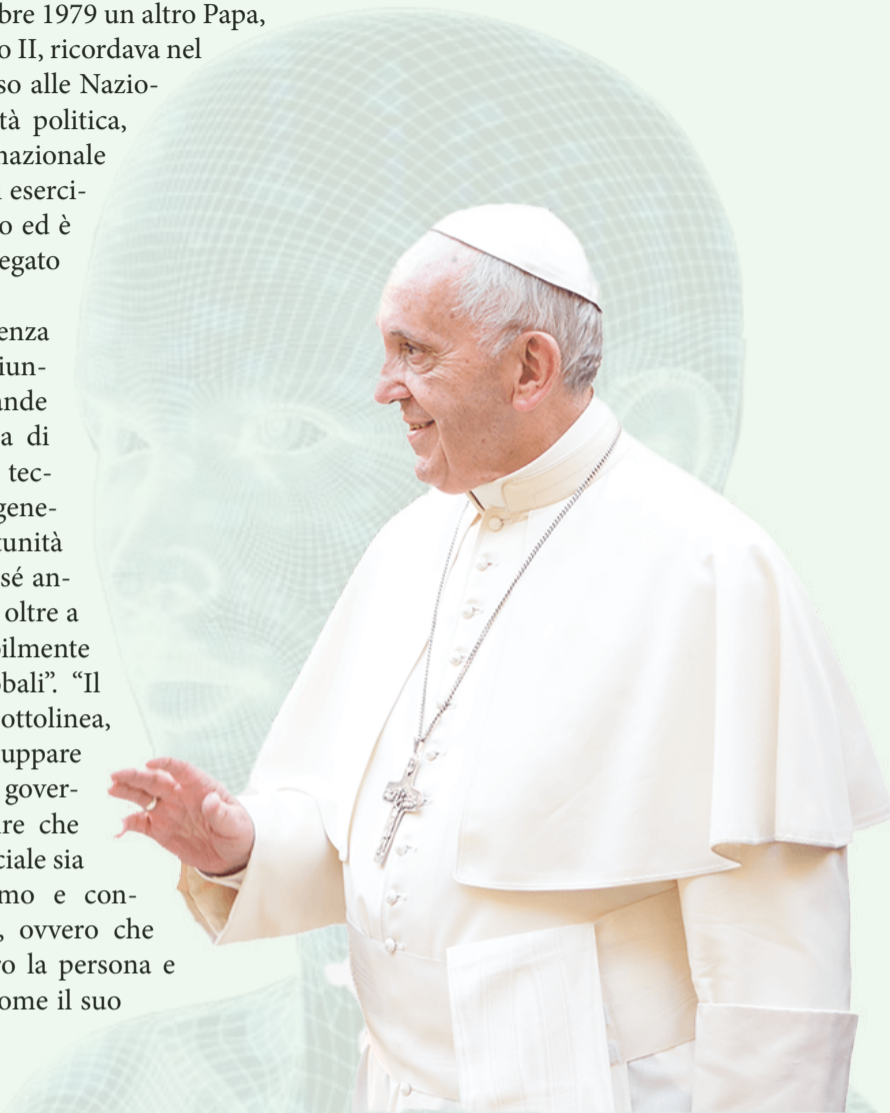 bre 1979 un altro Papa,
o II, ricordava nel
so alle Nazio-
tà politica,
nazionale
eserci-
o ed è
egato
enza
iun-
ande
a di
tec-
gene-
tunità
sé an-
oltre a
bilmente
bali”. “Il
ottolinea,
uppare
gover-
re che
ciale sia
mo e con-
, ovvero che
ro la persona e
ome il suo